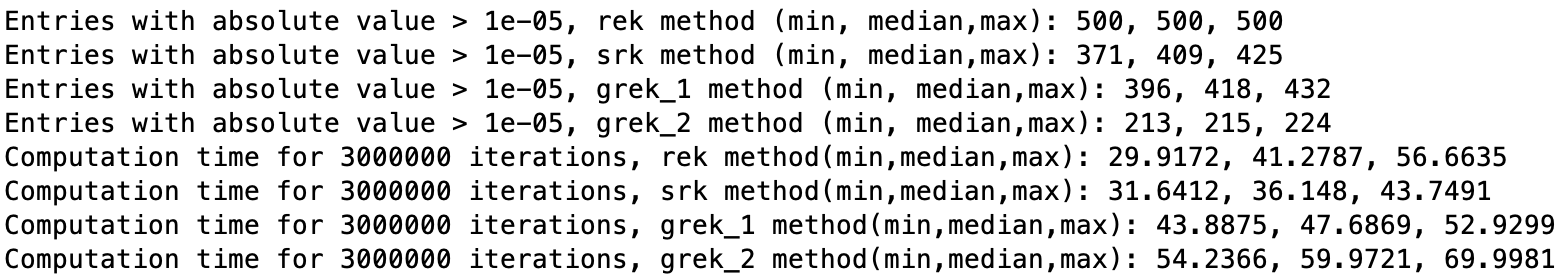 Entries with absolute value > 1e-05, rek method (min, median,max): 500, 500, 500
Entries with absolute value > 1e-05, srk method (min, median,max): 371, 409, 425
Entries with absolute value > 1e-05, grek_1 method (min, median,max): 396, 418, 432
Entries with absolute value > 1e-05, grek_2 method (min, median,max): 213, 215, 224
Computation time for 3000000 iterations, rek method(min,median,max): 29.9172, 41.2787, 56.6635
Computation time for 3000000 iterations, srk method(min,median,max): 31.6412, 36.148, 43.7491
Computation time for 3000000 iterations, grek_1 method(min,median,max): 43.8875, 47.6869, 52.9299
Computation time for 3000000 iterations, grek_2 method(min,median,max): 54.2366, 59.9721, 69.9981